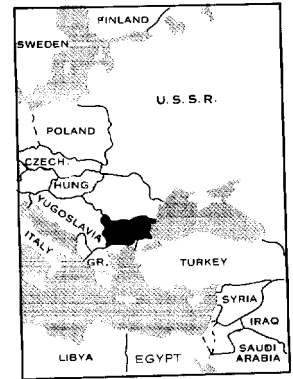 FINLAND
SWEDEN
U.S.S.R.
POLAND
CZECH.
HUNG.
YUGOSLAVIA
ITALY
GR.
TURKEY
SYRIA
IRAQ
SAUDI
ARABIA
LIBYA
EGYPT